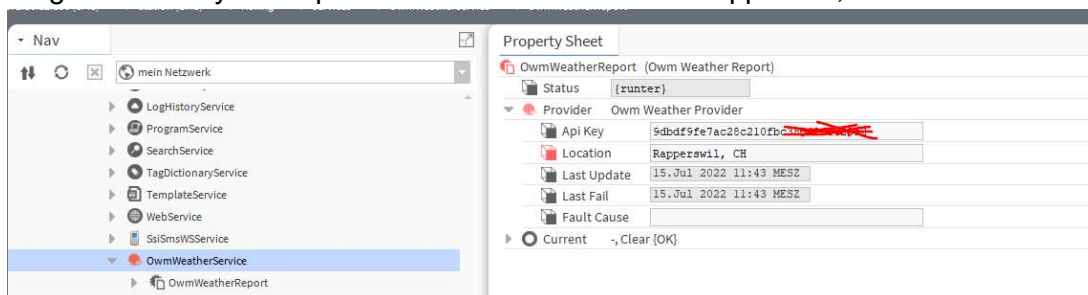 Nav
mein Netzwerk
LogHistoryService
ProgramService
SearchService
TagDictionaryService
TemplateService
WebService
SsiSmsWSService
OwmWeatherService
OwmWeatherReport
Property Sheet
OwmWeatherReport (Owm Weather Report)
Status {runter}
Provider Owm Weather Provider
Api Key 9dbdf9fe7ac28c210fbc
Location Rapperswil, CH
Last Update 15.Jul 2022 11:43 MESZ
Last Fail 15.Jul 2022 11:43 MESZ
Fault Cause
Current -, Clear {OK}